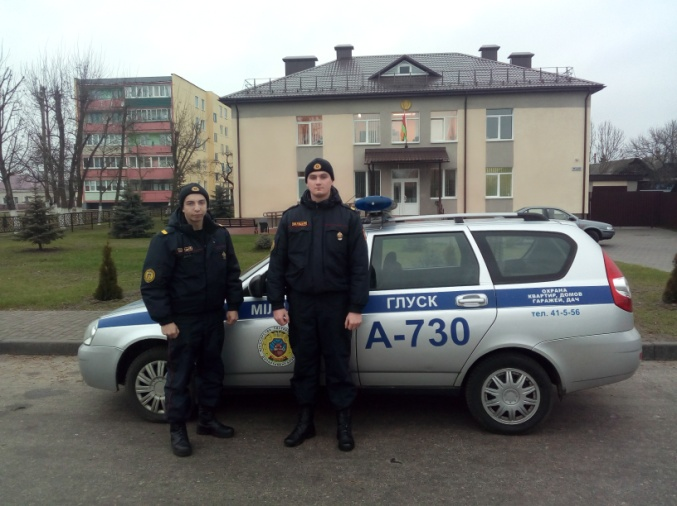 МІ
ГЛУСК
А-730
ОХРАНА
КВАРТИР, ДОМОВ
ГАРАЖЕЙ, ДАЧ
тел. 41-5-56